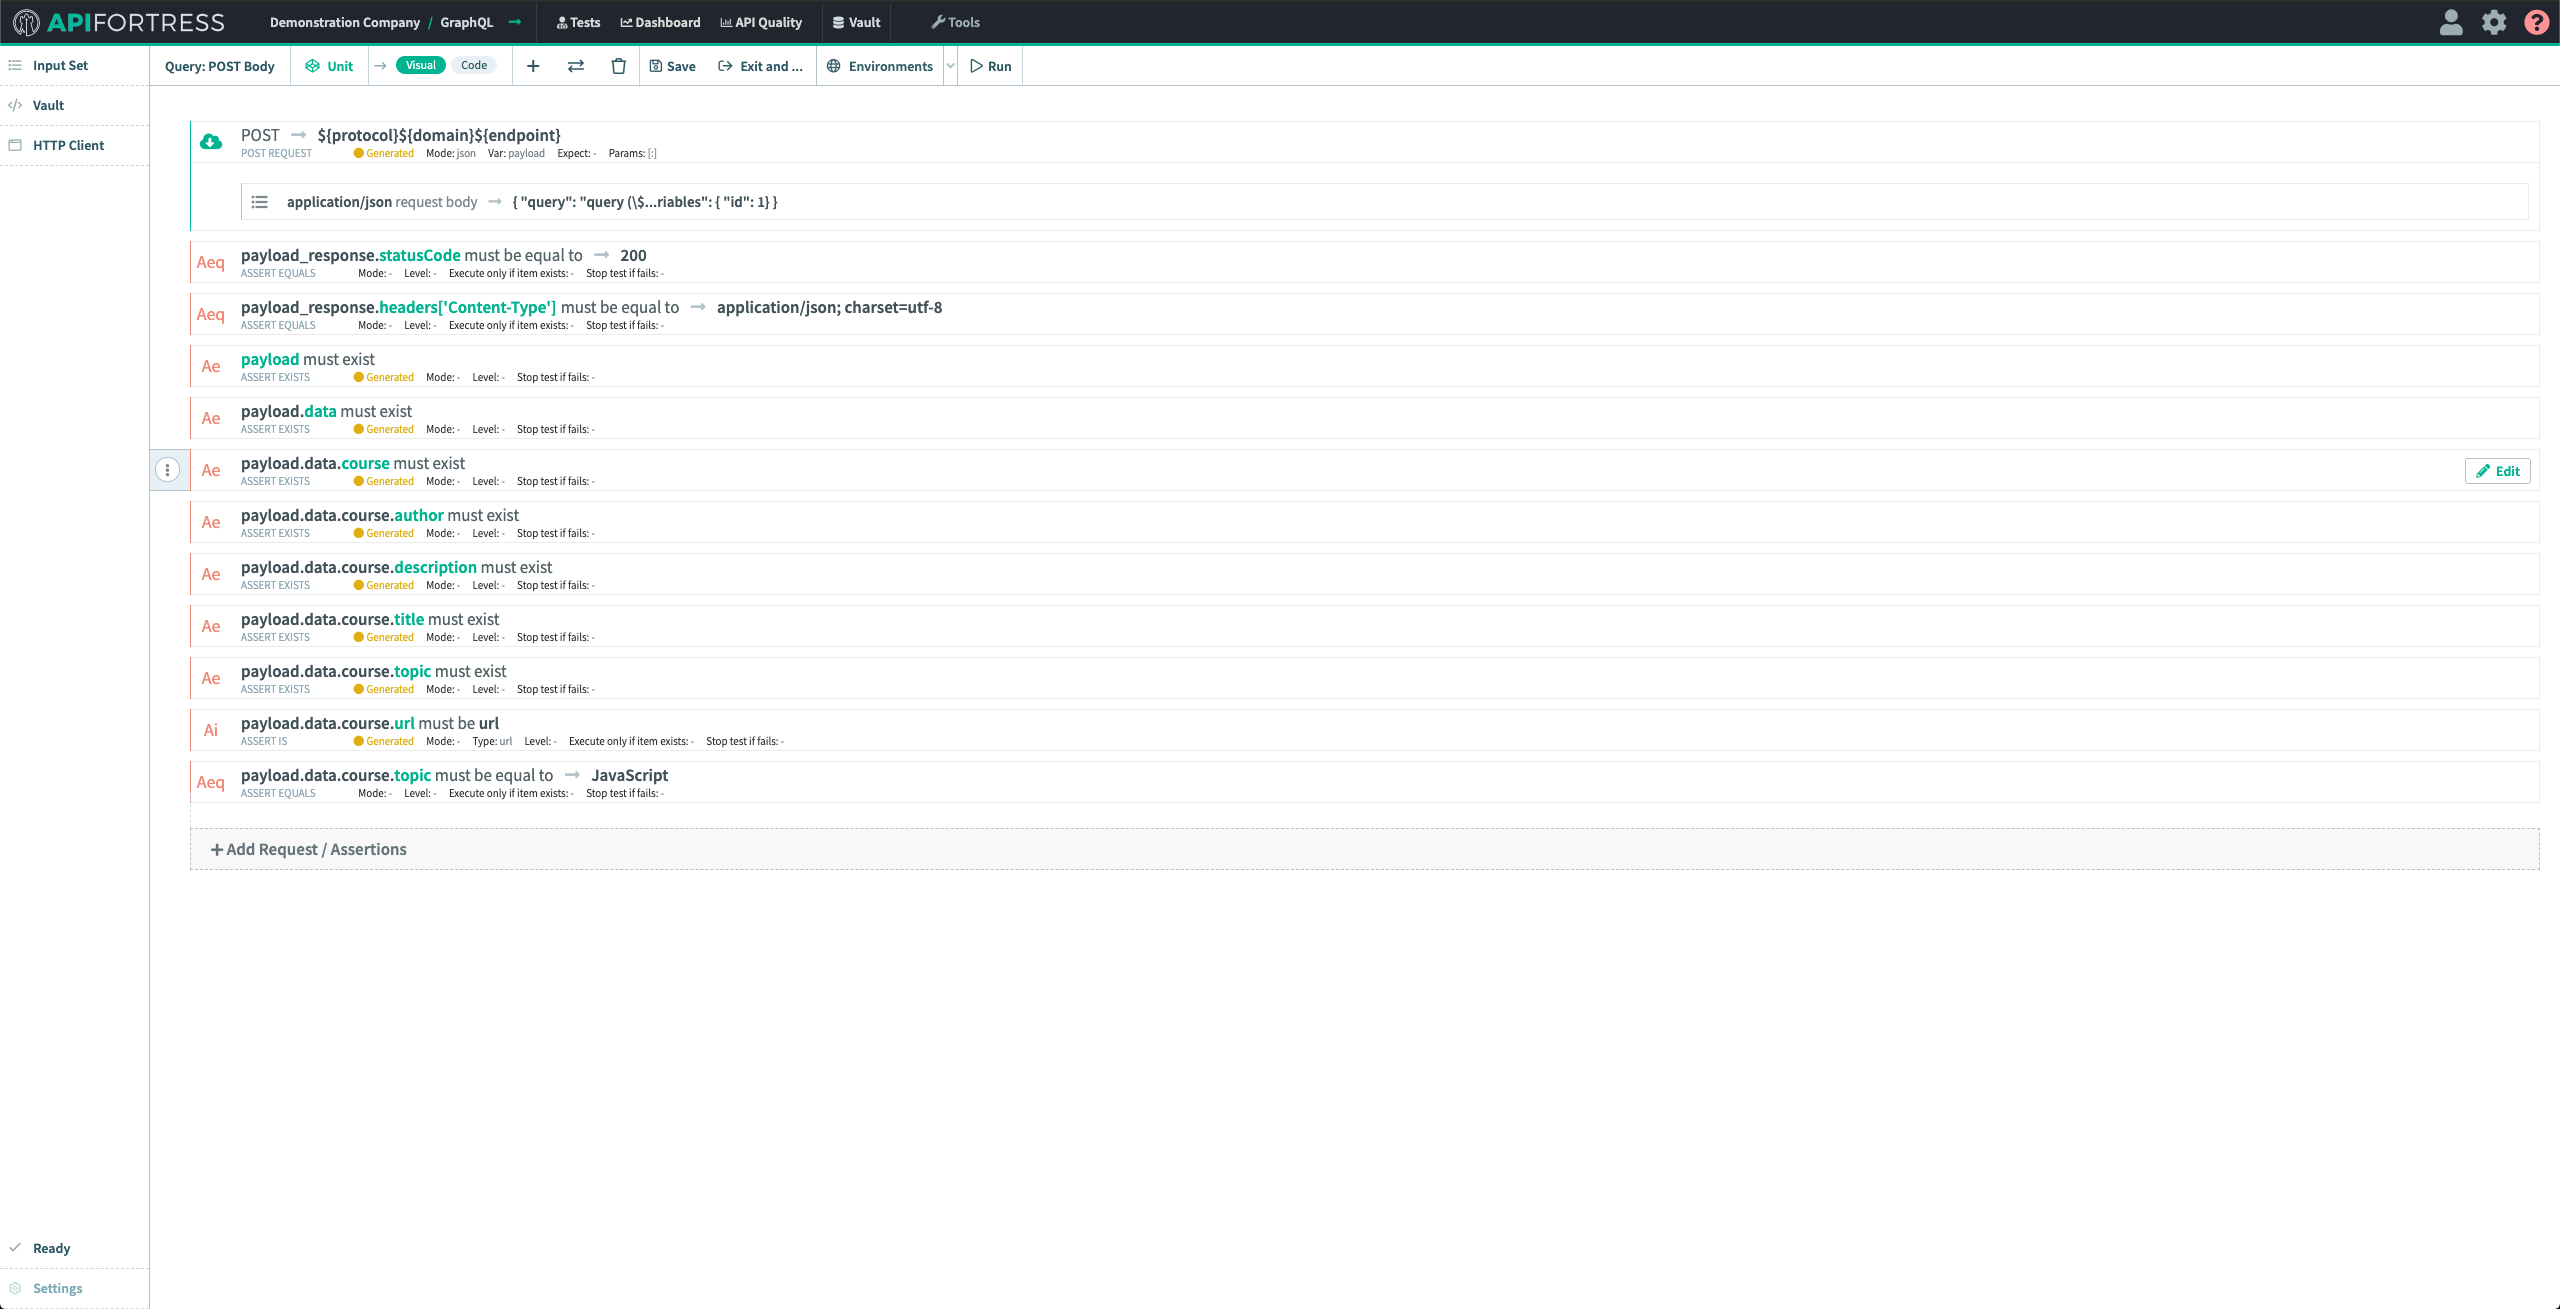 APIFORTRESS Demonstration Company / GraphQL → Tests Dashboard API Quality Vault Tools ?
Input Set
Vault
HTTP Client
Query: POST Body Unit → Visual Code + Save Exit and ... Environments Run
POST → ${protocol}${domain}${endpoint}
POST REQUEST Generated Mode: json Var: payload Expect: - Params: [:]
application/json request body → { "query": "query (\$...riables": { "id": 1} }
Aeq payload_response.statusCode must be equal to → 200
ASSERT EQUALS Mode: - Level: - Execute only if item exists: - Stop test if fails: -
Aeq payload_response.headers['Content-Type'] must be equal to → application/json; charset=utf-8
ASSERT EQUALS Mode: - Level: - Execute only if item exists: - Stop test if fails: -
Ae payload must exist
ASSERT EXISTS Generated Mode: - Level: - Stop test if fails: -
Ae payload.data must exist
ASSERT EXISTS Generated Mode: - Level: - Stop test if fails: -
Ae payload.data.course must exist
ASSERT EXISTS Generated Mode: - Level: - Stop test if fails: -
Edit
Ae payload.data.course.author must exist
ASSERT EXISTS Generated Mode: - Level: - Stop test if fails: -
Ae payload.data.course.description must exist
ASSERT EXISTS Generated Mode: - Level: - Stop test if fails: -
Ae payload.data.course.title must exist
ASSERT EXISTS Generated Mode: - Level: - Stop test if fails: -
Ae payload.data.course.topic must exist
ASSERT EXISTS Generated Mode: - Level: - Stop test if fails: -
Ai payload.data.course.url must be url
ASSERT IS Generated Mode: - Type: url Level: - Execute only if item exists: - Stop test if fails: -
Aeq payload.data.course.topic must be equal to → JavaScript
ASSERT EQUALS Mode: - Level: - Execute only if item exists: - Stop test if fails: -
+ Add Request / Assertions
Ready
Settings